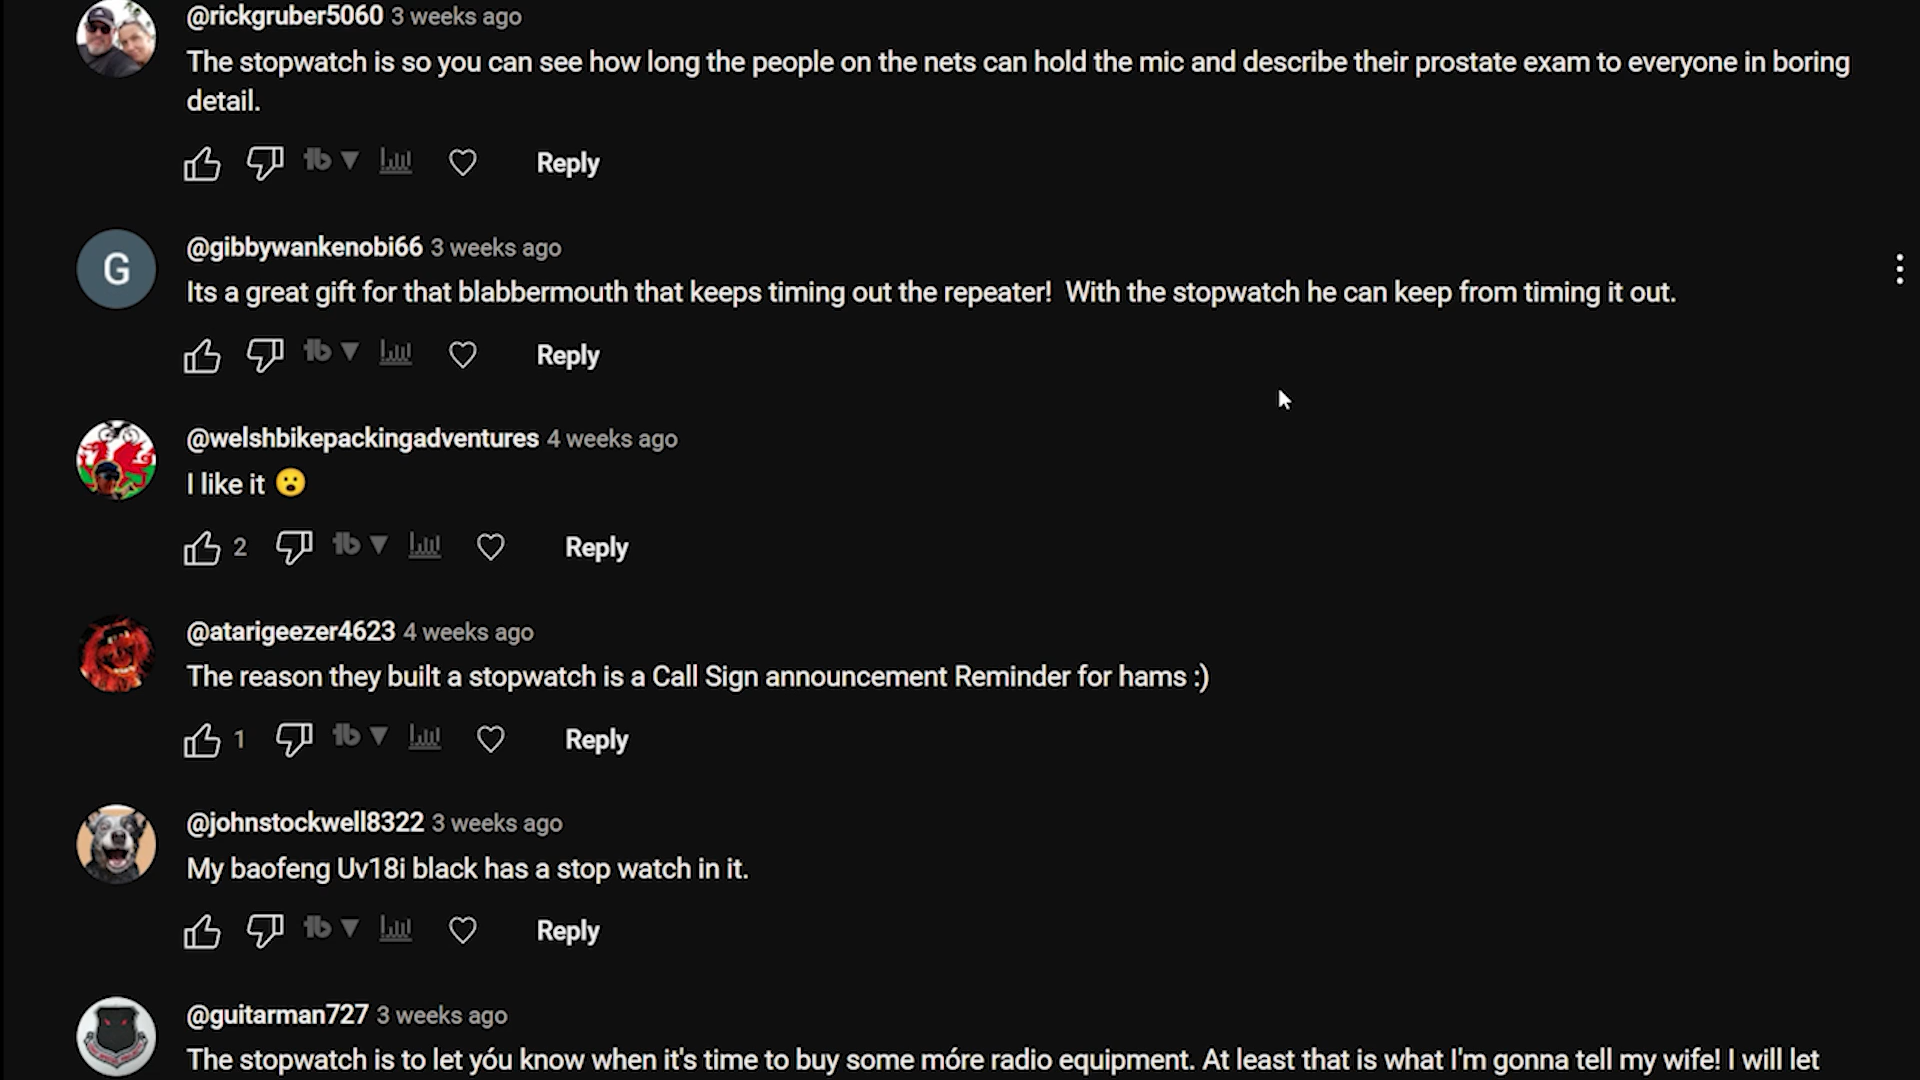 @rickgruber5060 3 weeks ago
The stopwatch is so you can see how long the people on the nets can hold the mic and describe their prostate exam to everyone in boring
detail.
Reply
G
@gibbywankenobi66 3 weeks ago
Its a great gift for that blabbermouth that keeps timing out the repeater!  With the stopwatch he can keep from timing it out.
Reply
@welshbikepackingadventures 4 weeks ago
I like it 😮
2 Reply
@atarigeezer4623 4 weeks ago
The reason they built a stopwatch is a Call Sign announcement Reminder for hams :)
1 Reply
@johnstockwell8322 3 weeks ago
My baofeng Uv18i black has a stop watch in it.
Reply
@guitarman727 3 weeks ago
The stopwatch is to let yóu know when it's time to buy some móre radio equipment. At least that is what I'm gonna tell my wife! I will let